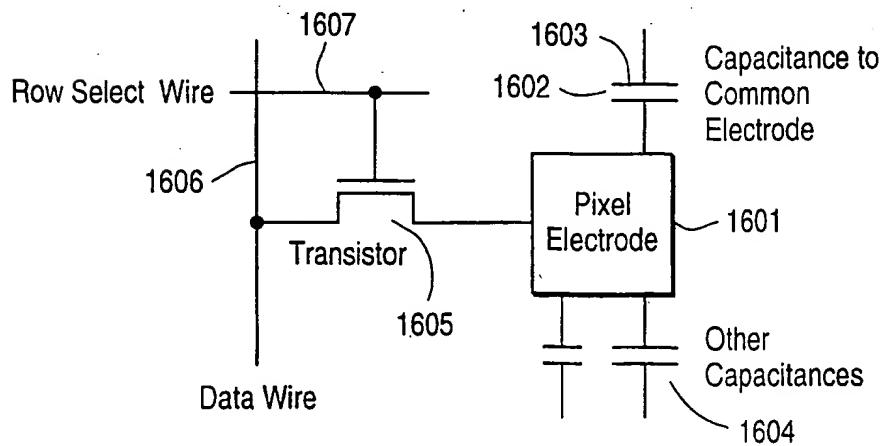 1607
1603
Capacitance to
Common
Electrode
1602
Row Select Wire
1606
Pixel
Electrode
1601
Transistor
1605
Other
Capacitances
Data Wire
1604